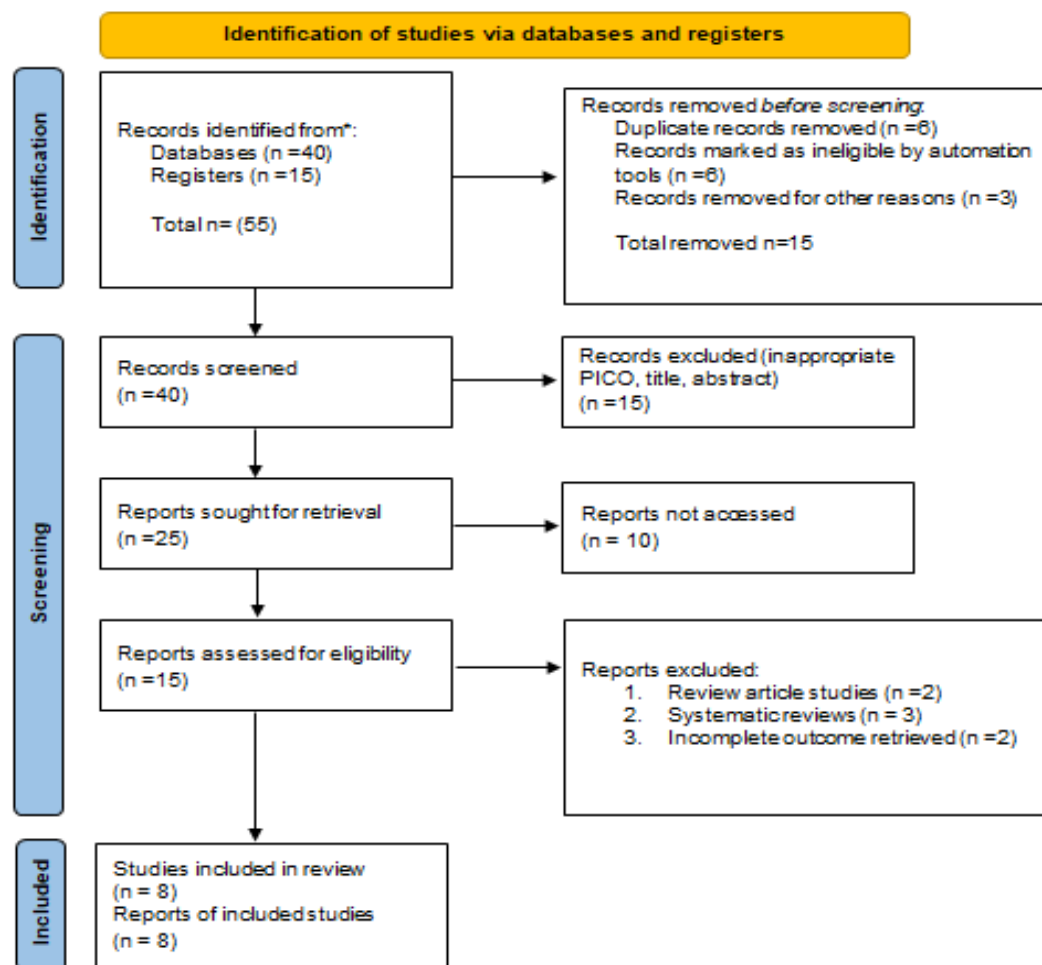 Identification of studies via databases and registers
Identification
Records identified from*:
Databases (n =40)
Registers (n =15)
Total n= (55)
Records removed before screening:
Duplicate records removed (n =6)
Records marked as ineligible by automation
tools (n =6)
Records removed for other reasons (n =3)
Total removed n=15
Screening
Records screened
(n =40)
Records excluded (inappropriate
PICO, title, abstract)
(n =15)
Reports sought for retrieval
(n =25)
Reports not accessed
(n = 10)
Reports assessed for eligibility
(n =15)
Reports excluded:
1. Review article studies (n =2)
2. Systematic reviews (n = 3)
3. Incomplete outcome retrieved (n =2)
Included
Studies included in review
(n = 8)
Reports of included studies
(n = 8)